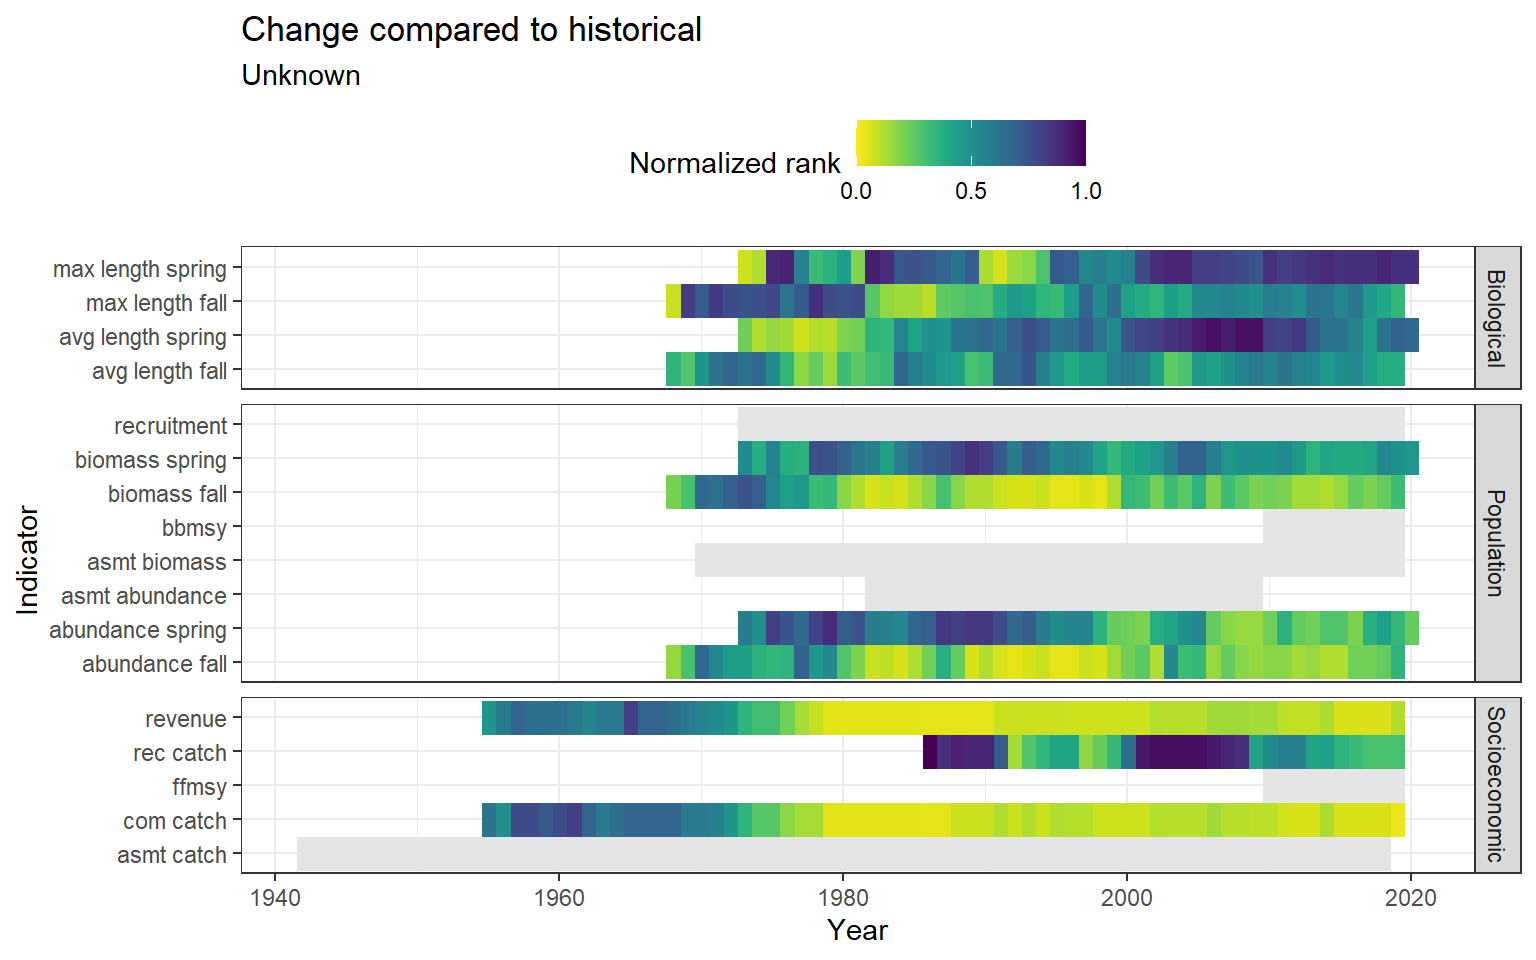 Change compared to historical
Unknown
Normalized rank
0.0 0.5 1.0
max length spring
max length fall
avg length spring
avg length fall
Biological
recruitment
biomass spring
biomass fall
bbmsy
asmt biomass
asmt abundance
abundance spring
abundance fall
Population
revenue
rec catch
ffmsy
com catch
asmt catch
Socioeconomic
Indicator
1940 1960 1980 2000 2020
Year